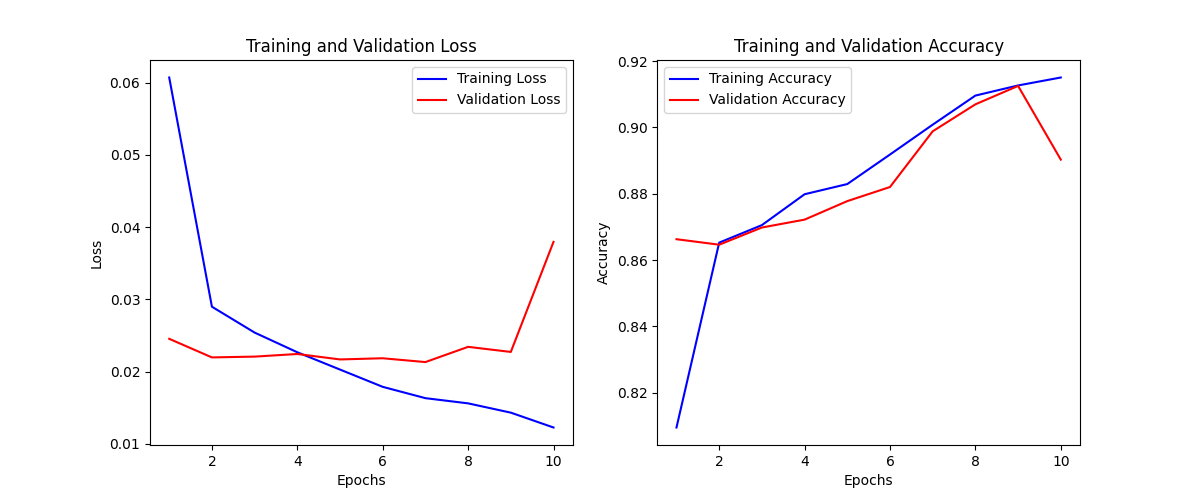 Training and Validation Loss
Training Loss
Validation Loss
0.06
0.05
0.04
0.03
0.02
0.01
Loss
2 4 6 8 10
Epochs
Training and Validation Accuracy
Training Accuracy
Validation Accuracy
0.92
0.90
0.88
0.86
0.84
0.82
Accuracy
2 4 6 8 10
Epochs